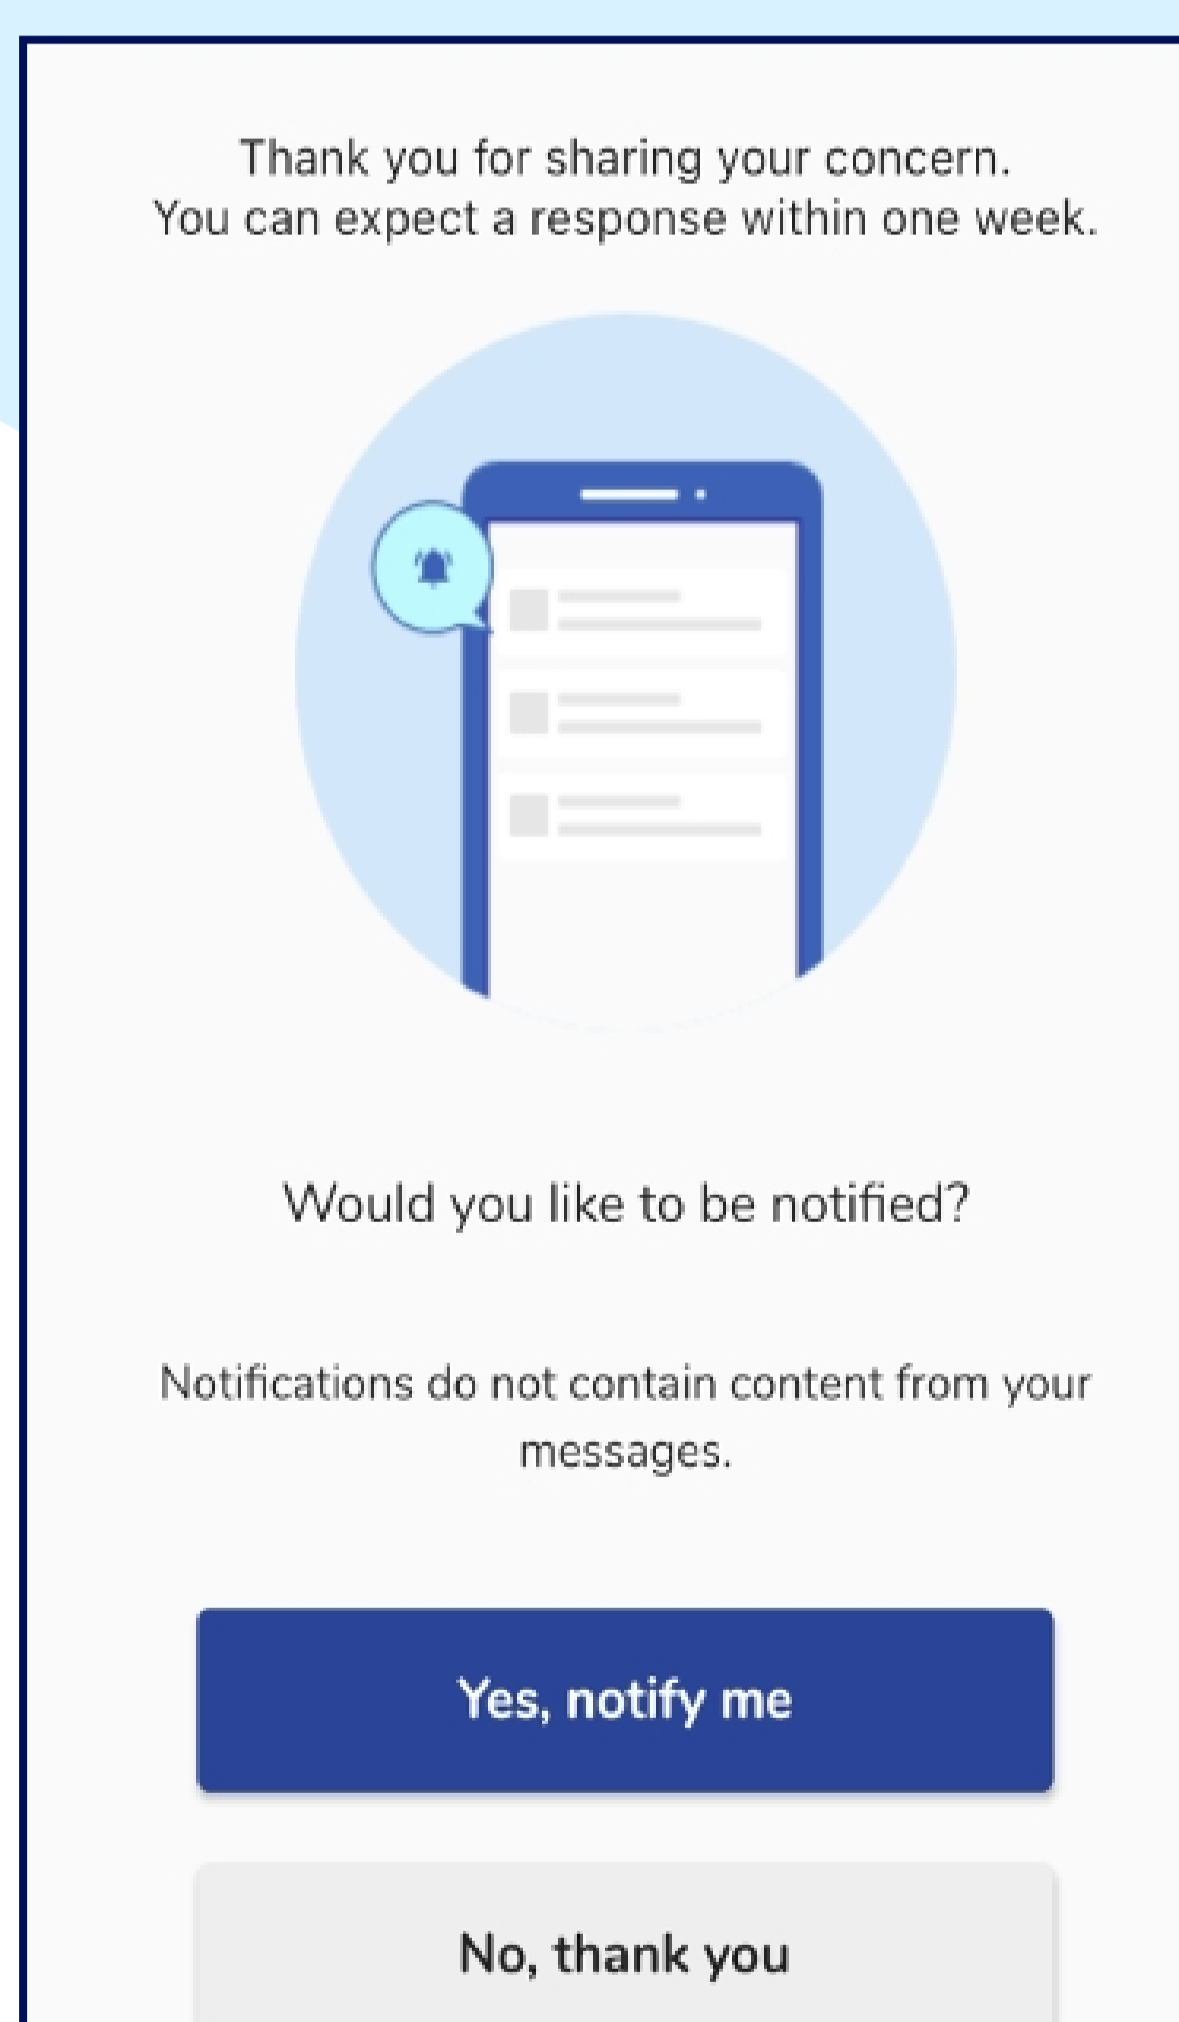 Thank you for sharing your concern.
You can expect a response within one week.
Would you like to be notified?
Notifications do not contain content from your
messages.
Yes, notify me
No, thank you